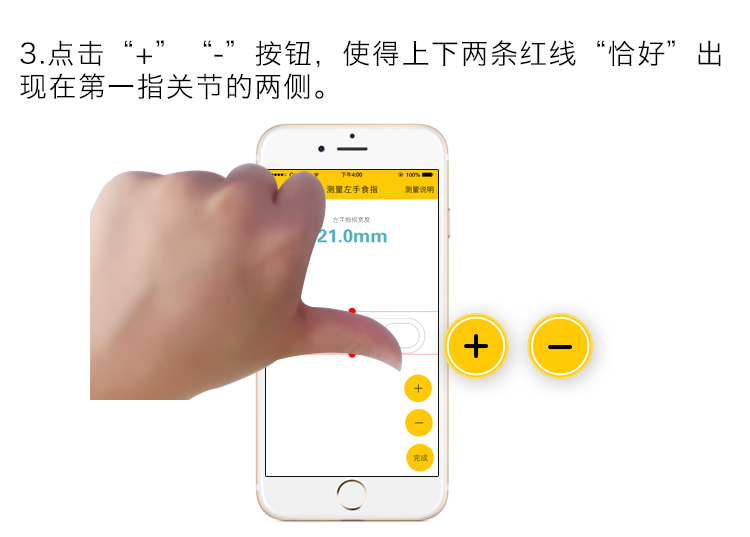 3.点击“+”“-”按钮，使得上下两条红线“恰好”出
现在第一指关节的两侧。
下午4:00
100%
测量左手食指
测量说明
左手拇指宽度
21.0mm
+
−
+
−
完成